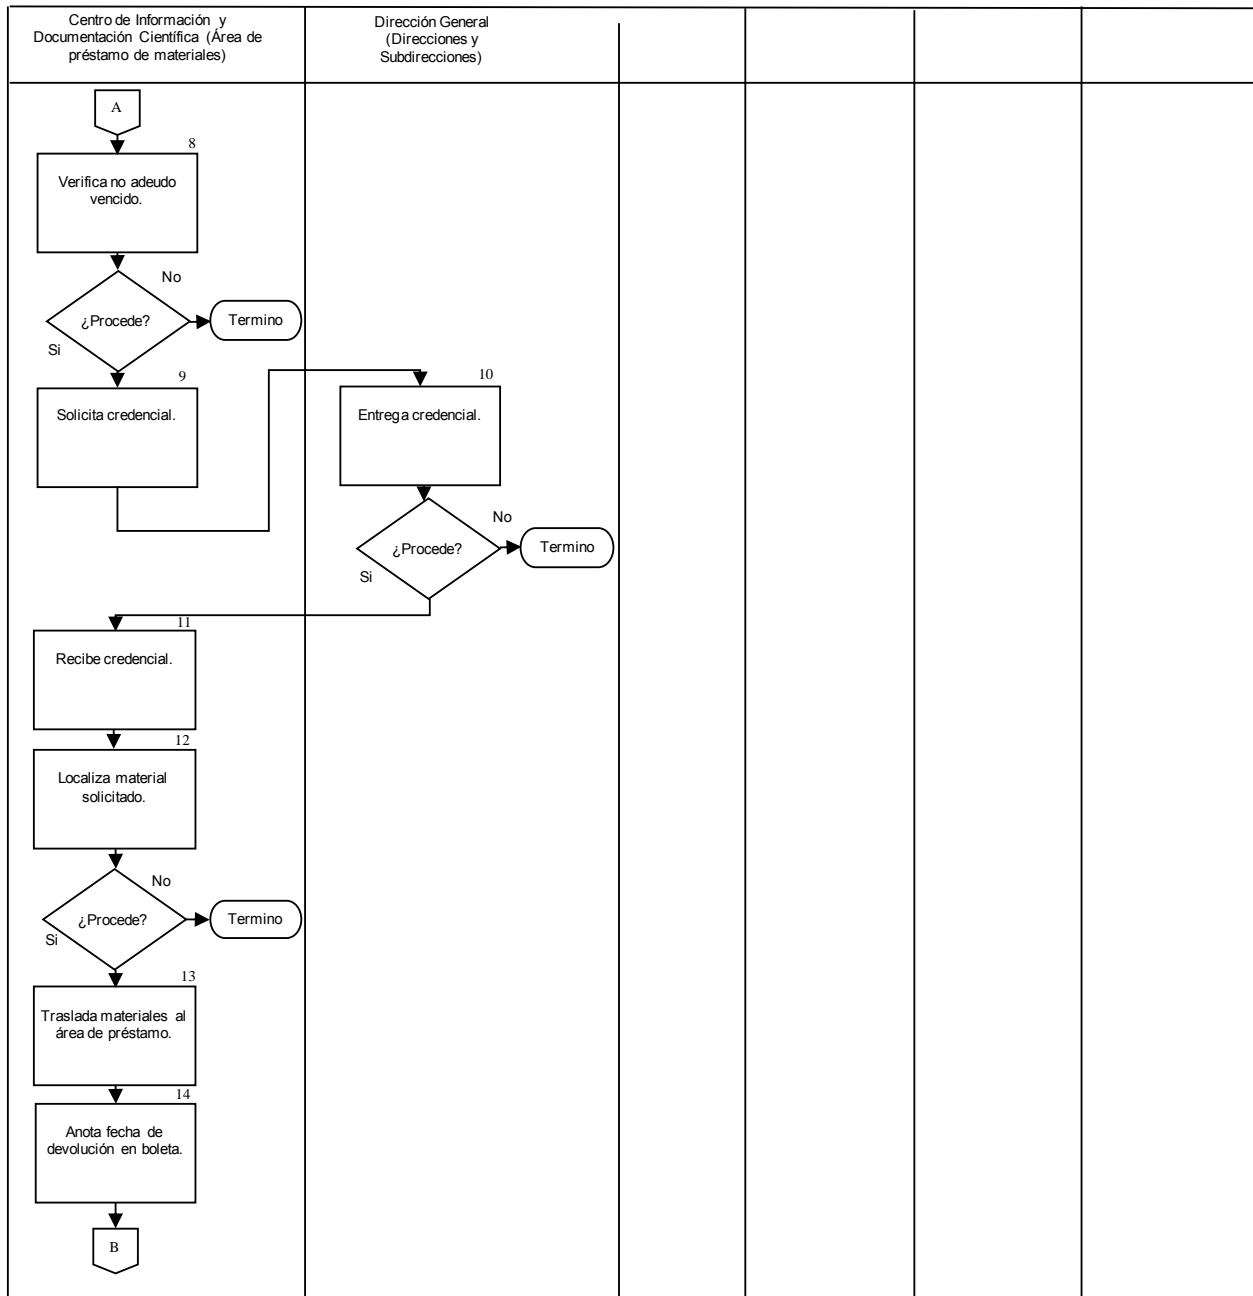 Centro de Información y
Documentación Científica (Área de
préstamo de materiales)
Dirección General
(Direcciones y
Subdirecciones)
A
8
Verifica no adeudo
vencido.
No
¿Procede?
Termino
Si
9
Solicita credencial.
10
Entrega credencial.
No
¿Procede?
Termino
Si
11
Recibe credencial.
12
Localiza material
solicitado.
No
¿Procede?
Termino
Si
13
Traslada materiales al
área de préstamo.
14
Anota fecha de
devolución en boleta.
B